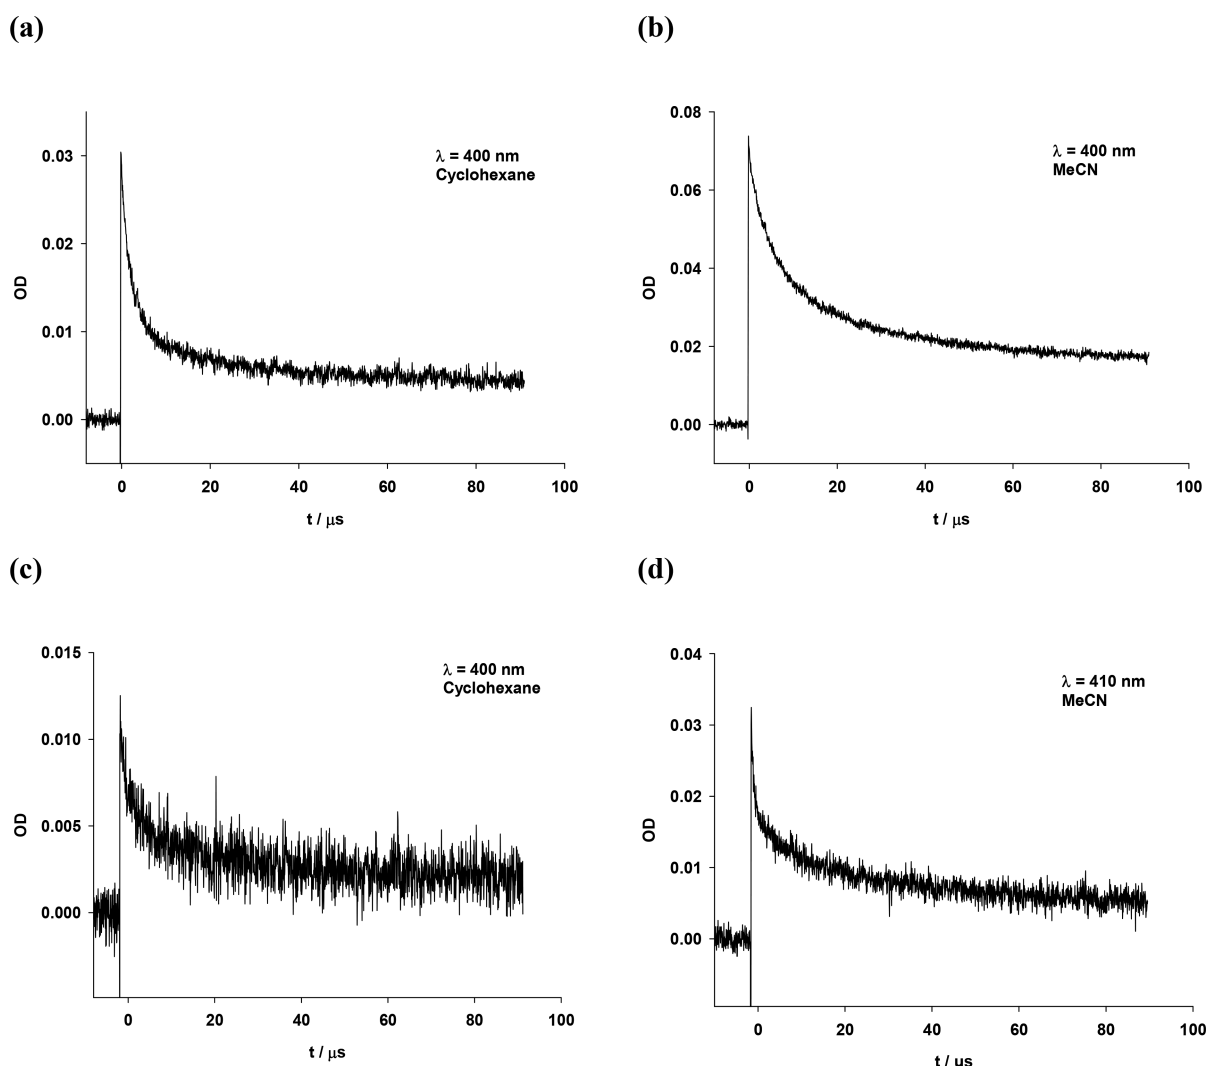 (a)
0.03
0.02
0.01
0.00
OD
λ = 400 nm
Cyclohexane
0 20 40 60 80 100
t / μs
(b)
0.08
0.06
0.04
0.02
0.00
OD
λ = 400 nm
MeCN
0 20 40 60 80 100
t / μs
(c)
0.015
0.010
0.005
0.000
OD
λ = 400 nm
Cyclohexane
0 20 40 60 80 100
t / μs
(d)
0.04
0.03
0.02
0.01
0.00
OD
λ = 410 nm
MeCN
0 20 40 60 80 100
t / μs